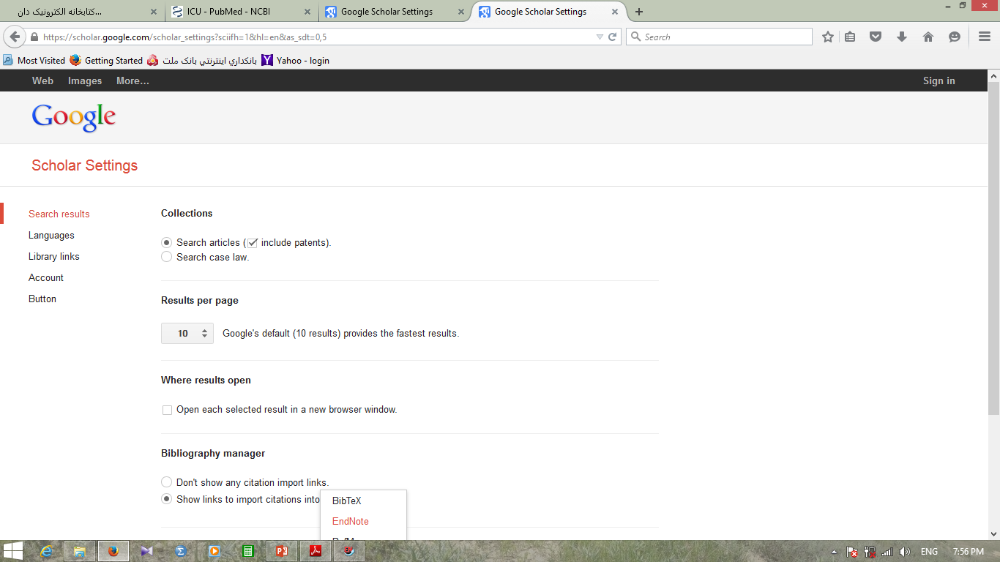 کتابخانه الکترونیک دان...
ICU - PubMed - NCBI
Google Scholar Settings
Google Scholar Settings
https://scholar.google.com/scholar_settings?sciifh=1&hl=en&as_sdt=0,5
Search
Most Visited
Getting Started
بانكداري اينترنتي بانک ملت
Yahoo - login
Web
Images
More...
Sign in
Google
Scholar Settings
Search results
Languages
Library links
Account
Button
Collections
Search articles ( include patents).
Search case law.
Results per page
10
Google's default (10 results) provides the fastest results.
Where results open
Open each selected result in a new browser window.
Bibliography manager
Don't show any citation import links.
Show links to import citations into
BibTeX
EndNote
ENG
7:56 PM